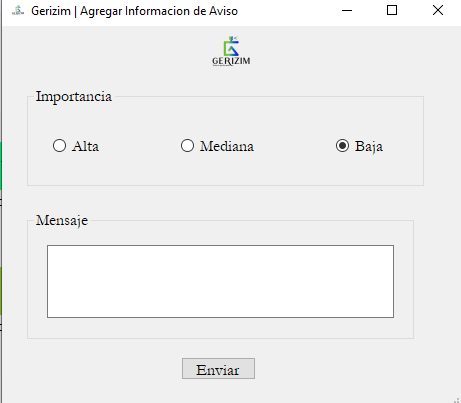 Gerizim | Agregar Informacion de Aviso
GERIZIM
Importancia
Alta Mediana Baja
Mensaje
Enviar